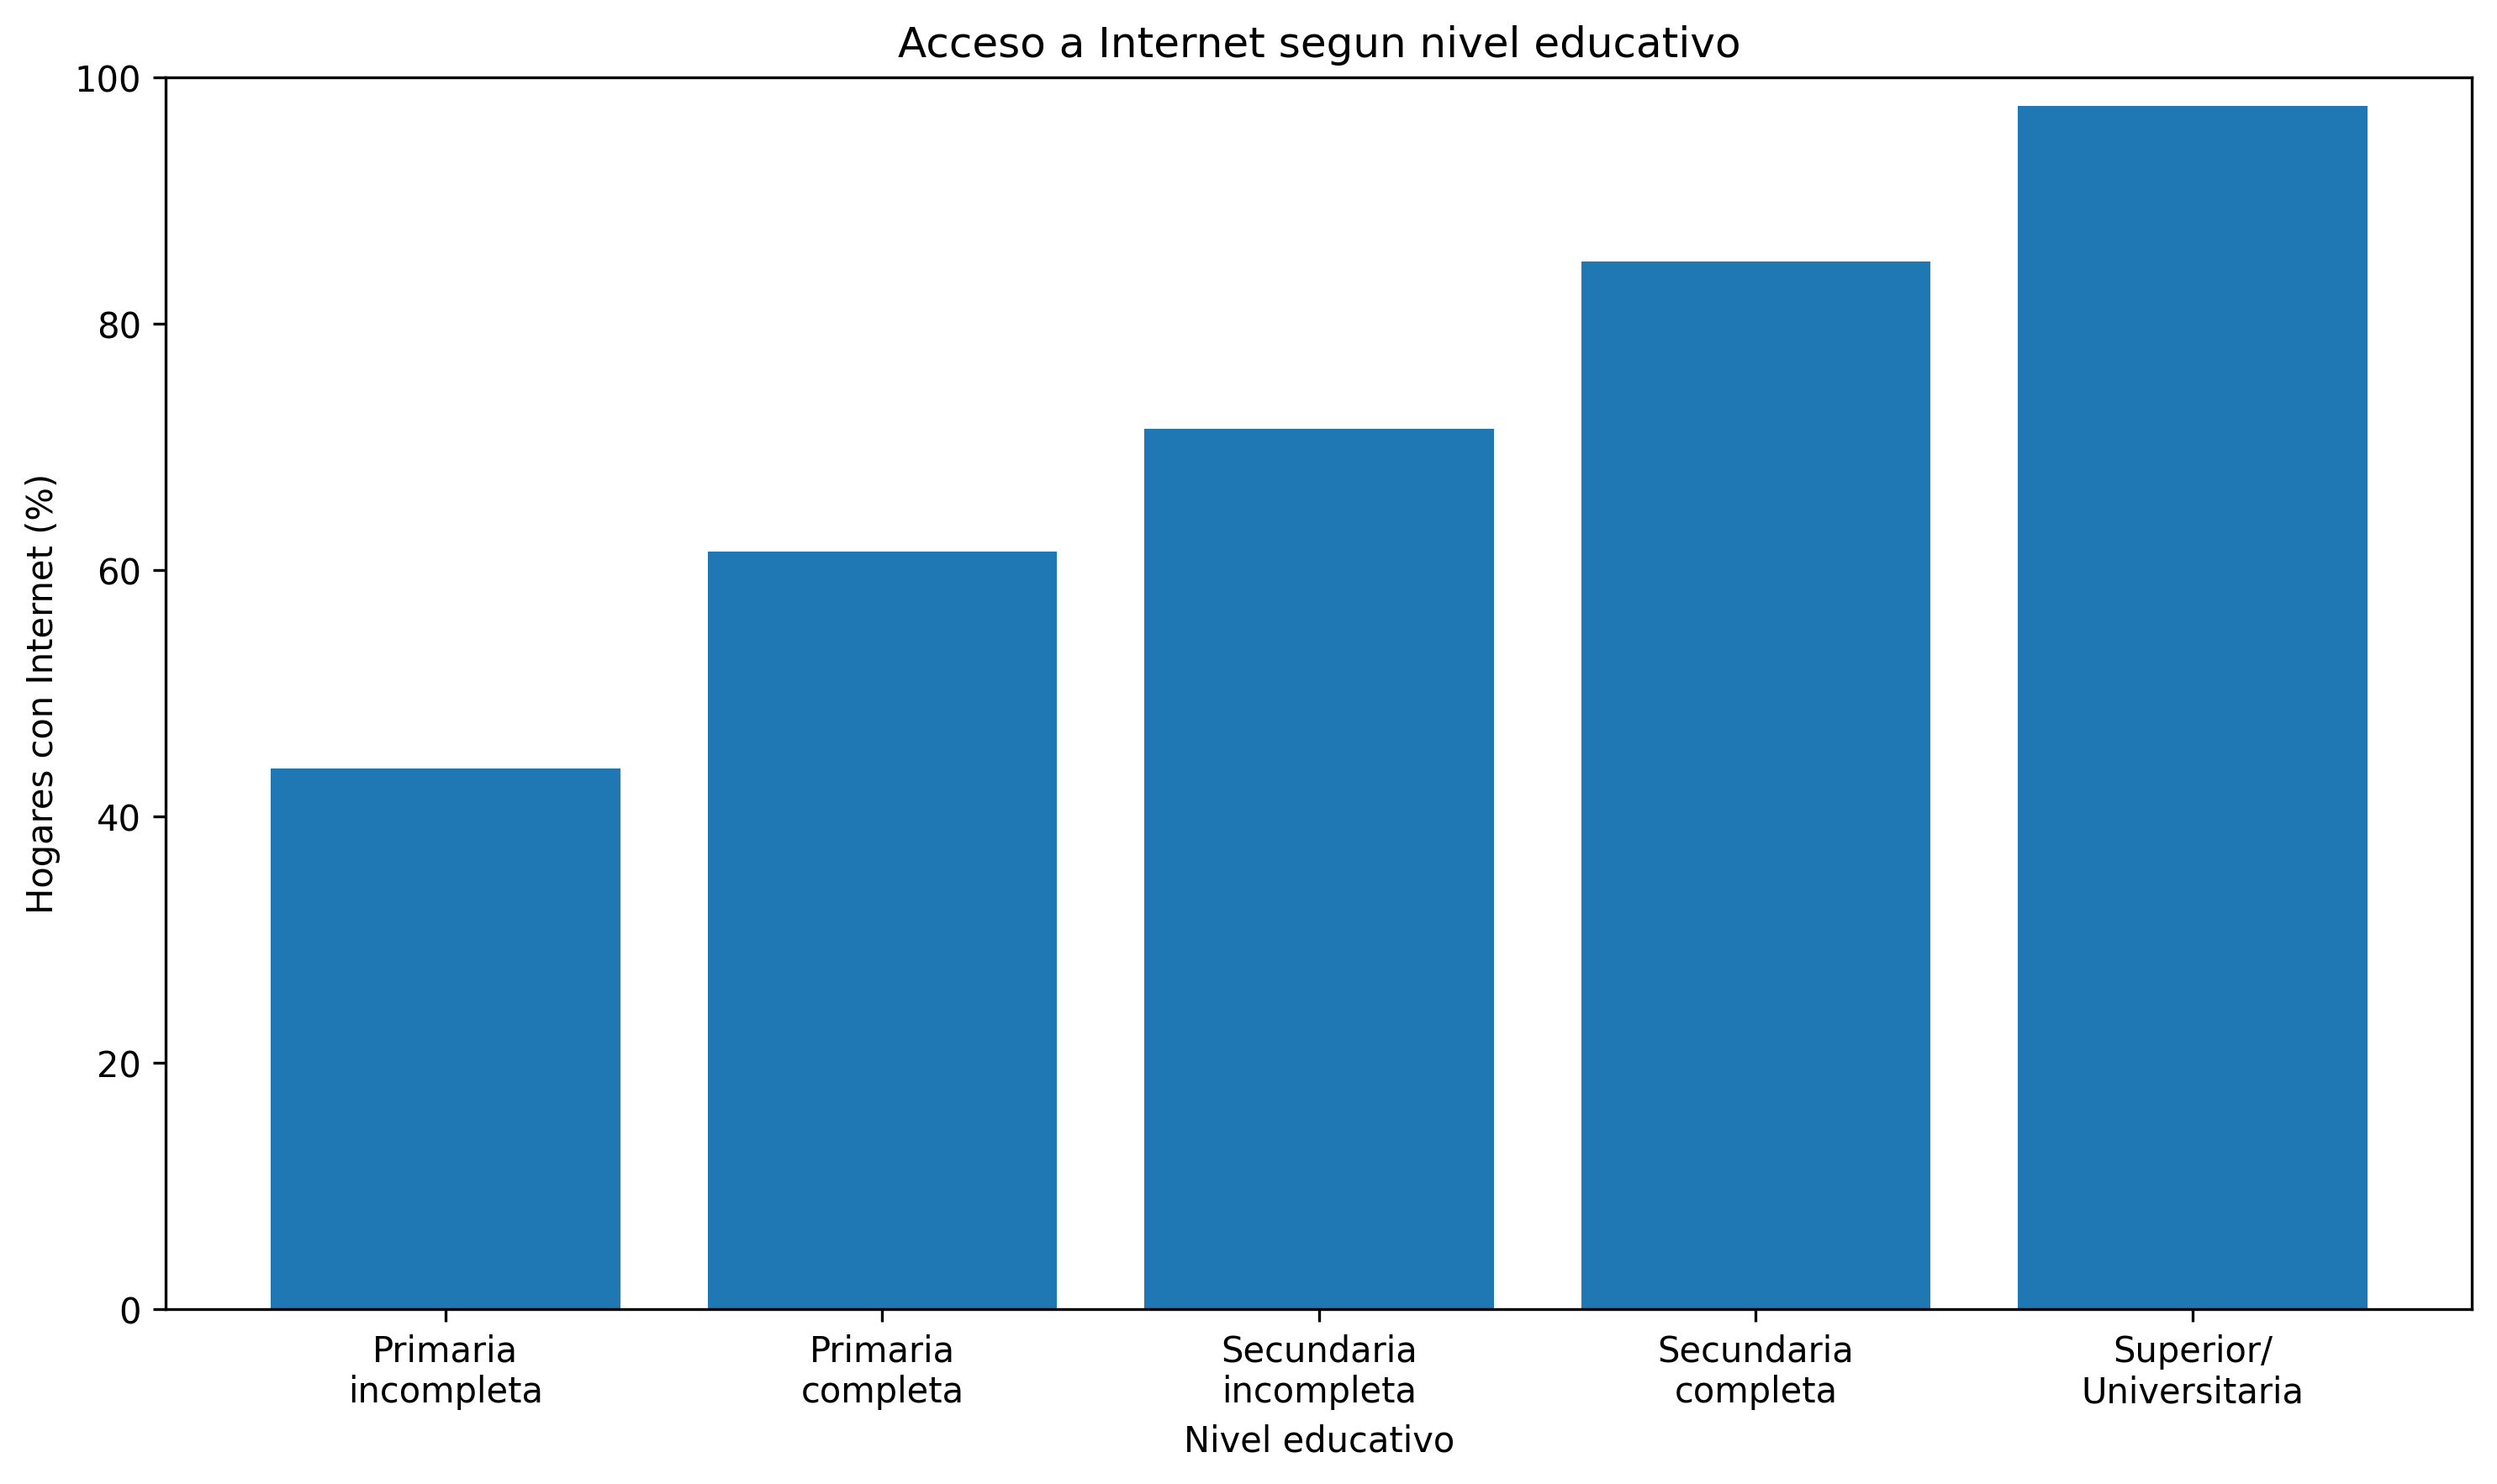 Acceso a Internet segun nivel educativo
Hogares con Internet (%)
100
80
60
40
20
0
Primaria
incompleta
Primaria
completa
Secundaria
incompleta
Secundaria
completa
Superior/
Universitaria
Nivel educativo